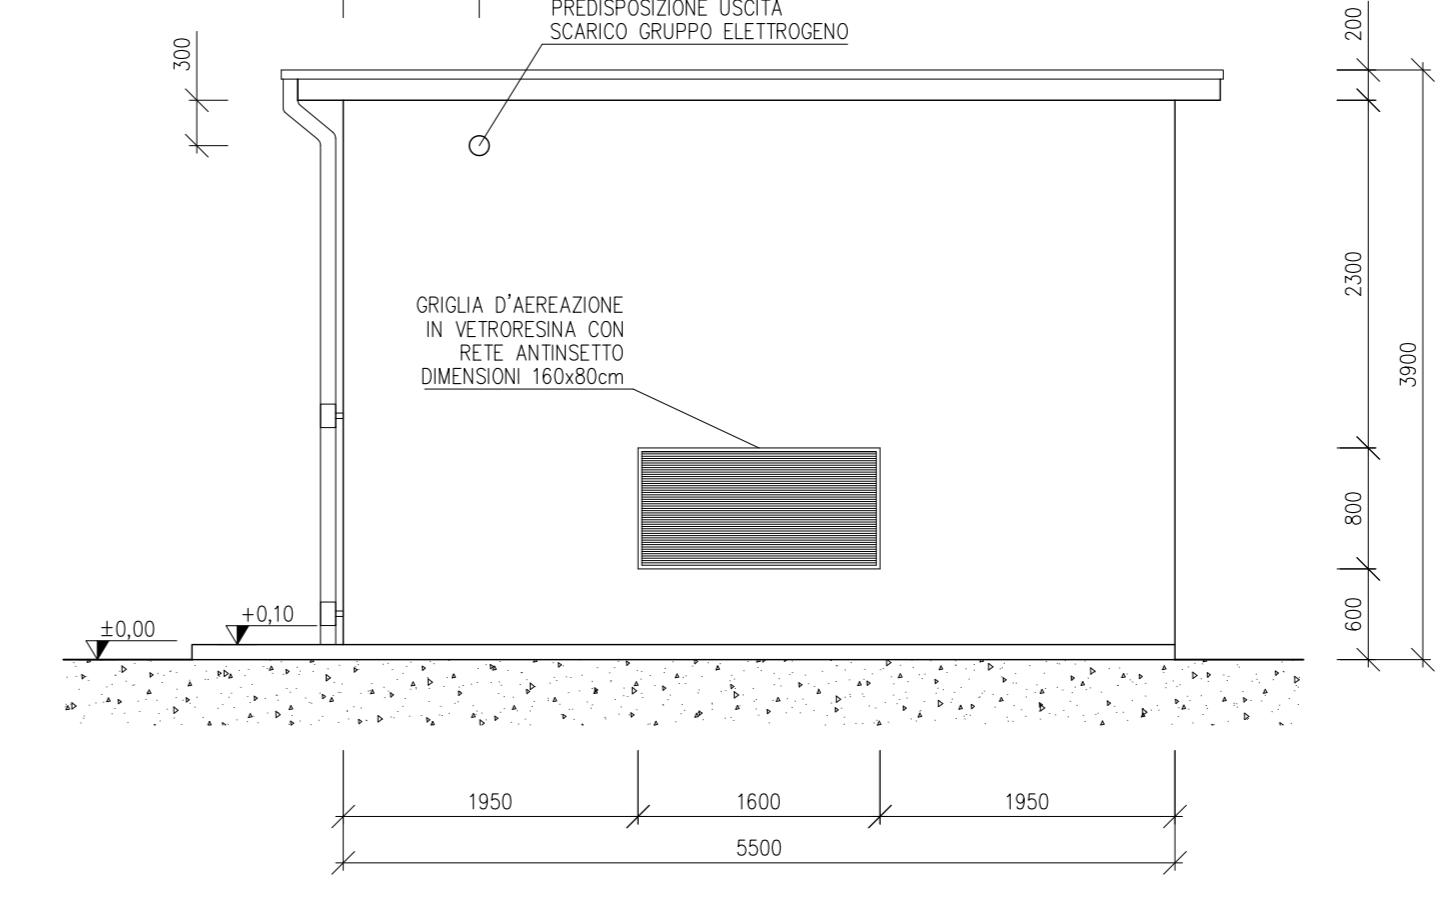 PREDISPOSIZIONE USCITA
SCARICO GRUPPO ELETTROGENO
200
300
2300
GRIGLIA D'AEREAZIONE
IN VETRORESINA CON
RETE ANTINSETTO
DIMENSIONI 160x80cm
3900
800
600
+0,10
±0,00
1950
1600
1950
5500